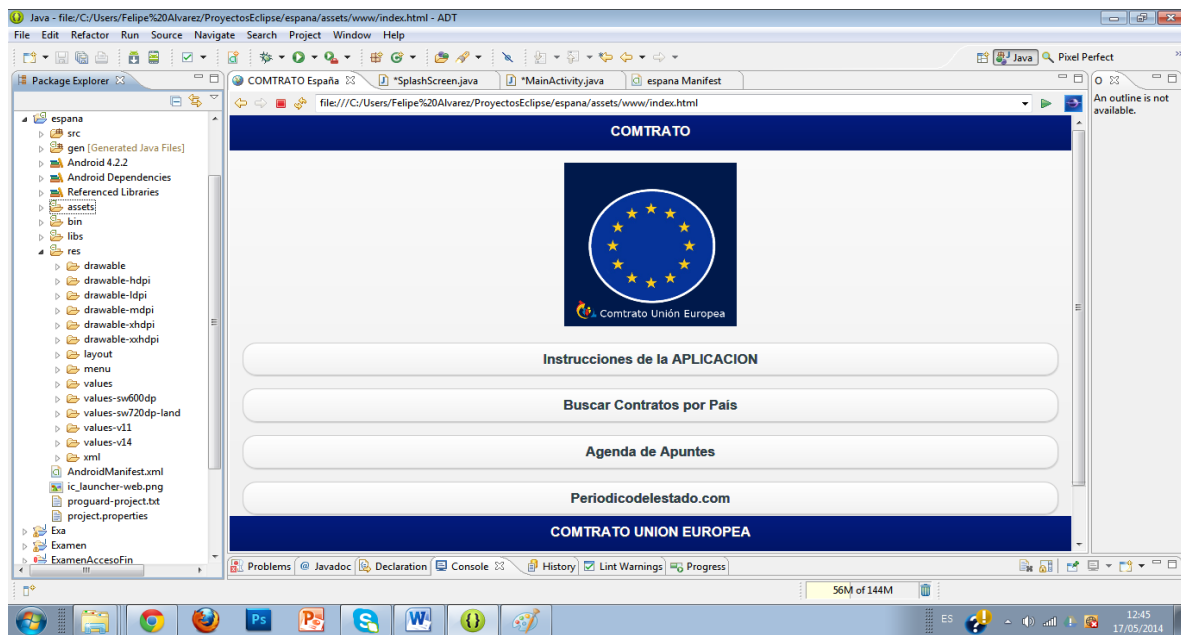 Java - file:/C:/Users/Felipe%20Alvarez/ProyectosEclipse/espana/assets/www/index.html - ADT
File Edit Refactor Run Source Navigate Search Project Window Help
Java Pixel Perfect
Package Explorer
COMTRATO España *SplashScreen.java *MainActivity.java espana Manifest
file:///C:/Users/Felipe%20Alvarez/ProyectosEclipse/espana/assets/www/index.html
An outline is not
available.
espana
src
gen [Generated Java Files]
Android 4.2.2
Android Dependencies
Referenced Libraries
assets
bin
libs
res
drawable
drawable-hdpi
drawable-ldpi
drawable-mdpi
drawable-xhdpi
drawable-xxhdpi
layout
menu
values
values-sw600dp
values-sw720dp-land
values-v11
values-v14
xml
AndroidManifest.xml
ic_launcher-web.png
proguard-project.txt
project.properties
Exa
Examen
ExamenAccesoFin
COMTRATO
Comtrato Unión Europea
Instrucciones de la APLICACION
Buscar Contratos por País
Agenda de Apuntes
Periodicodelestado.com
COMTRATO UNION EUROPEA
Problems @ Javadoc Declaration Console History Lint Warnings Progress
56M of 144M
Ps
ES
12:45
17/05/2014